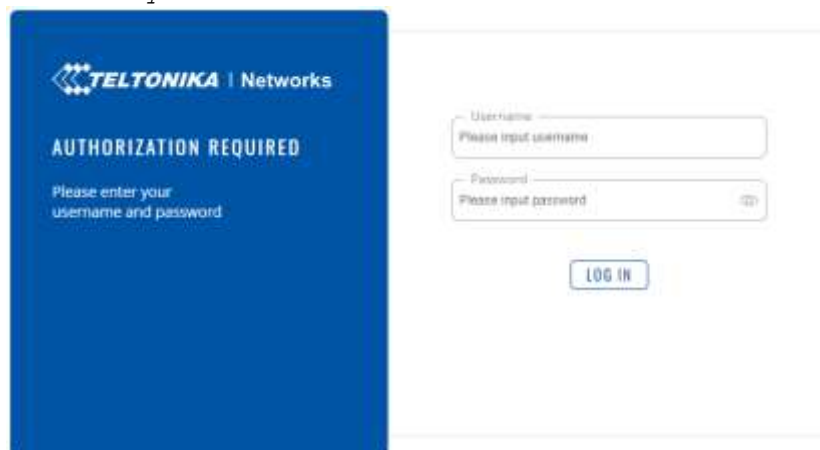 TELTONIKA | Networks
AUTHORIZATION REQUIRED
Please enter your
username and password
Username
Please input username
Password
Please input password
LOG IN